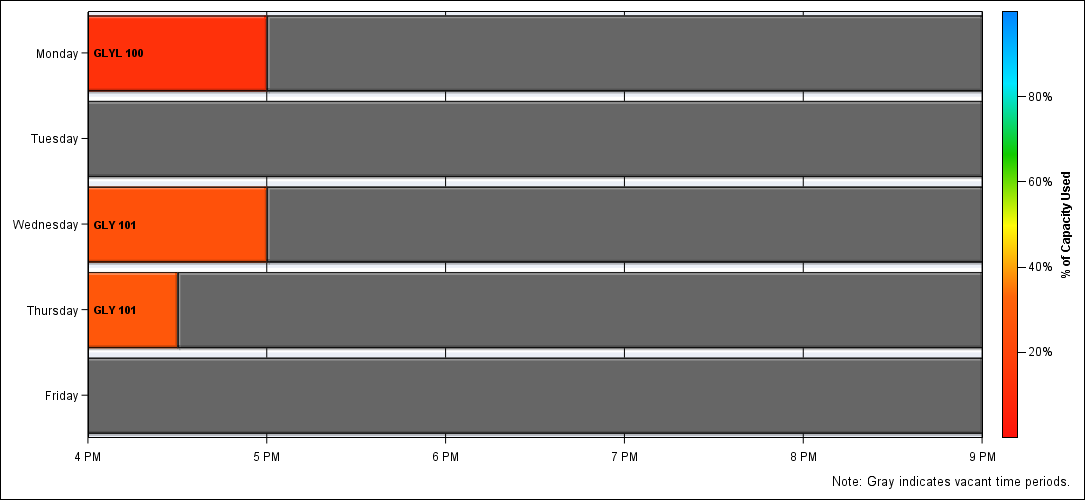 Monday
GLYL 100
Tuesday
Wednesday
GLY 101
Thursday
GLY 101
Friday
4 PM 5 PM 6 PM 7 PM 8 PM 9 PM
80%
60%
40%
20%
% of Capacity Used
Note: Gray indicates vacant time periods.